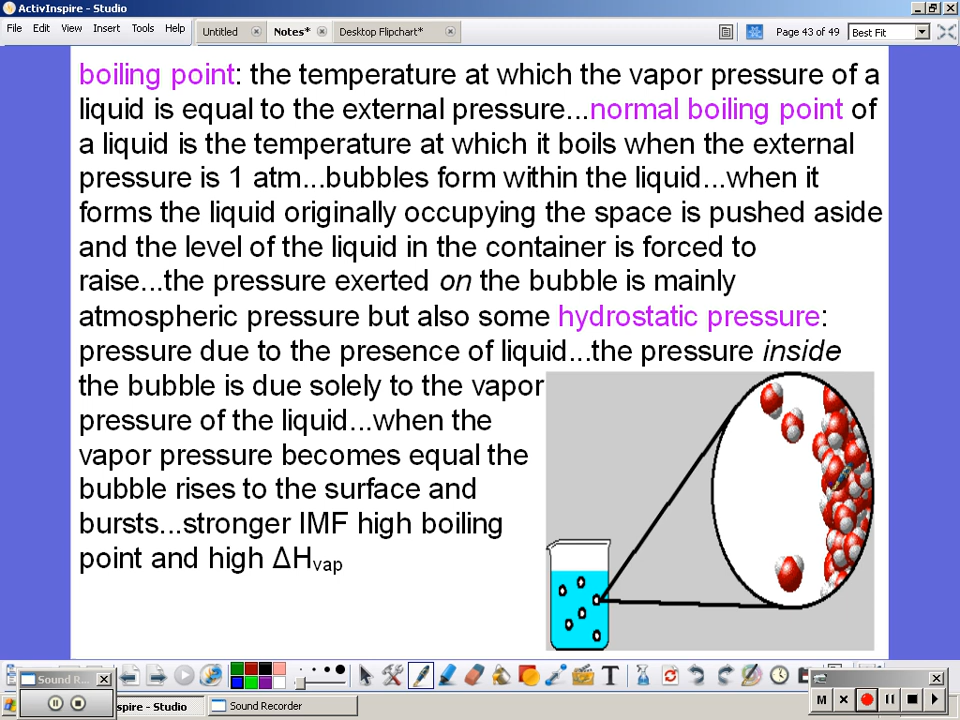 ActivInspire - Studio
File Edit View Insert Tools Help
Untitled Notes* Desktop Flipchart*
Page 43 of 49 Best Fit
boiling point: the temperature at which the vapor pressure of a
liquid is equal to the external pressure...normal boiling point of
a liquid is the temperature at which it boils when the external
pressure is 1 atm...bubbles form within the liquid...when it
forms the liquid originally occupying the space is pushed aside
and the level of the liquid in the container is forced to
raise...the pressure exerted on the bubble is mainly
atmospheric pressure but also some hydrostatic pressure:
pressure due to the presence of liquid...the pressure inside
the bubble is due solely to the vapor
pressure of the liquid...when the
vapor pressure becomes equal the
bubble rises to the surface and
bursts...stronger IMF high boiling
point and high ΔHvap
T
Sound R...
M
spire - Studio Sound Recorder